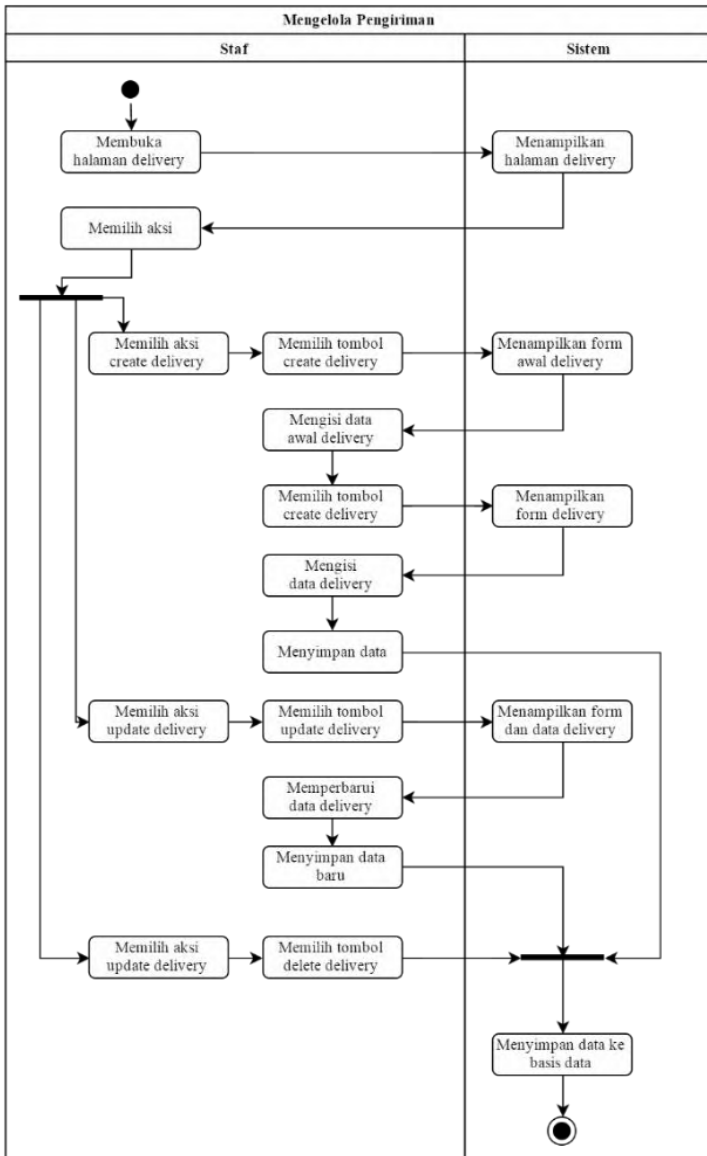 Mengelola Pengiriman
Staf
Sistem
Membuka
halaman delivery
Menampilkan
halaman delivery
Memilih aksi
Memilih aksi
create delivery
Memilih tombol
create delivery
Menampilkan form
awal delivery
Mengisi data
awal delivery
Memilih tombol
create delivery
Menampilkan
form delivery
Mengisi
data delivery
Menyimpan data
Memilih aksi
update delivery
Memilih tombol
update delivery
Menampilkan form
dan data delivery
Memperbarui
data delivery
Menyimpan data
baru
Memilih aksi
update delivery
Memilih tombol
delete delivery
Menyimpan data ke
basis data